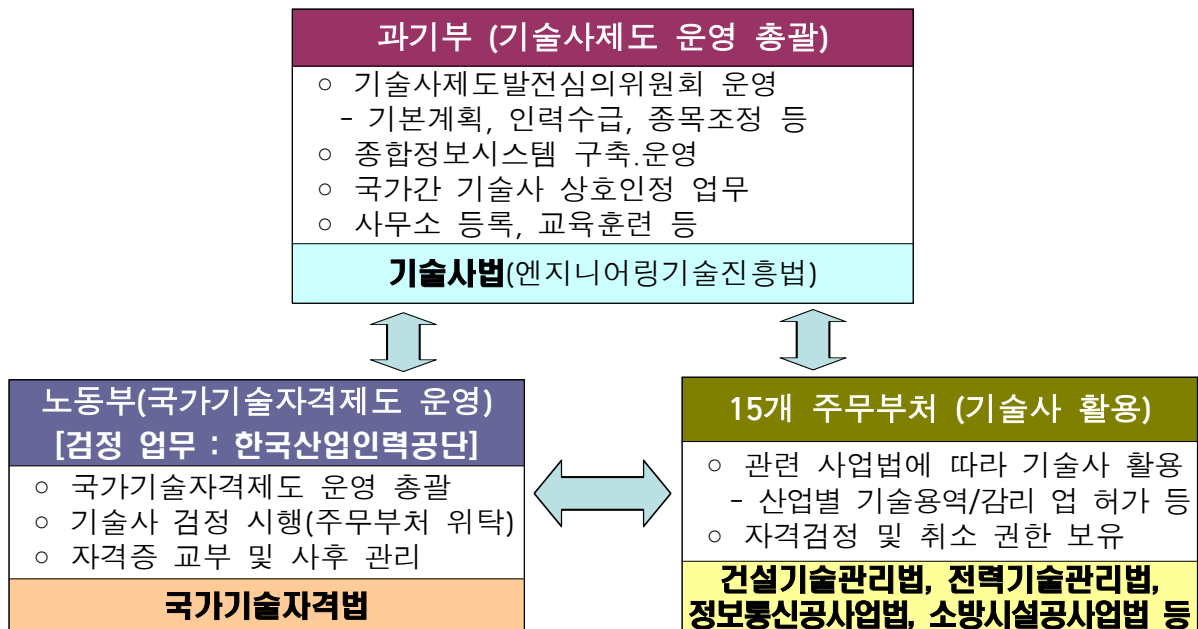 과기부 (기술사제도 운영 총괄)
○ 기술사제도발전심의위원회 운영
- 기본계획, 인력수급, 종목조정 등
○ 종합정보시스템 구축.운영
○ 국가간 기술사 상호인정 업무
○ 사무소 등록, 교육훈련 등
기술사법(엔지니어링기술진흥법)
노동부(국가기술자격제도 운영)
[검정 업무 : 한국산업인력공단]
○ 국가기술자격제도 운영 총괄
○ 기술사 검정 시행(주무부처 위탁)
○ 자격증 교부 및 사후 관리
국가기술자격법
15개 주무부처 (기술사 활용)
○ 관련 사업법에 따라 기술사 활용
- 산업별 기술용역/감리 업 허가 등
○ 자격검정 및 취소 권한 보유
건설기술관리법, 전력기술관리법,
정보통신공사업법, 소방시설공사업법 등